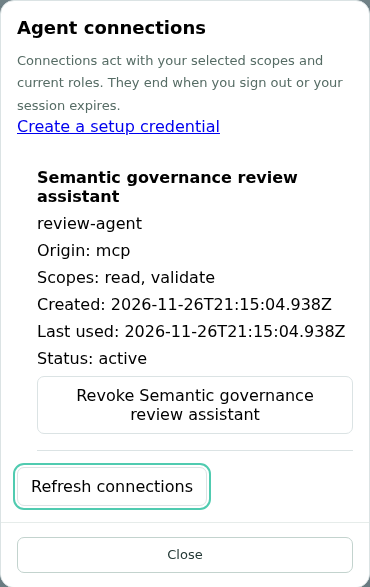 Agent connections
Connections act with your selected scopes and
current roles. They end when you sign out or your
session expires.
Create a setup credential
Semantic governance review
assistant
review-agent
Origin: mcp
Scopes: read, validate
Created: 2026-11-26T21:15:04.938Z
Last used: 2026-11-26T21:15:04.938Z
Status: active
Revoke Semantic governance
review assistant
Refresh connections
Close